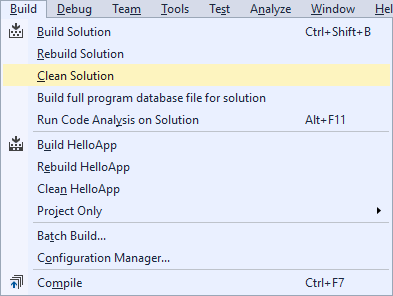 Build Debug Team Tools Test Analyze Window Hel
Build Solution Ctrl+Shift+B
Rebuild Solution
Clean Solution
Build full program database file for solution
Run Code Analysis on Solution Alt+F11
Build HelloApp
Rebuild HelloApp
Clean HelloApp
Project Only
Batch Build...
Configuration Manager...
Compile Ctrl+F7